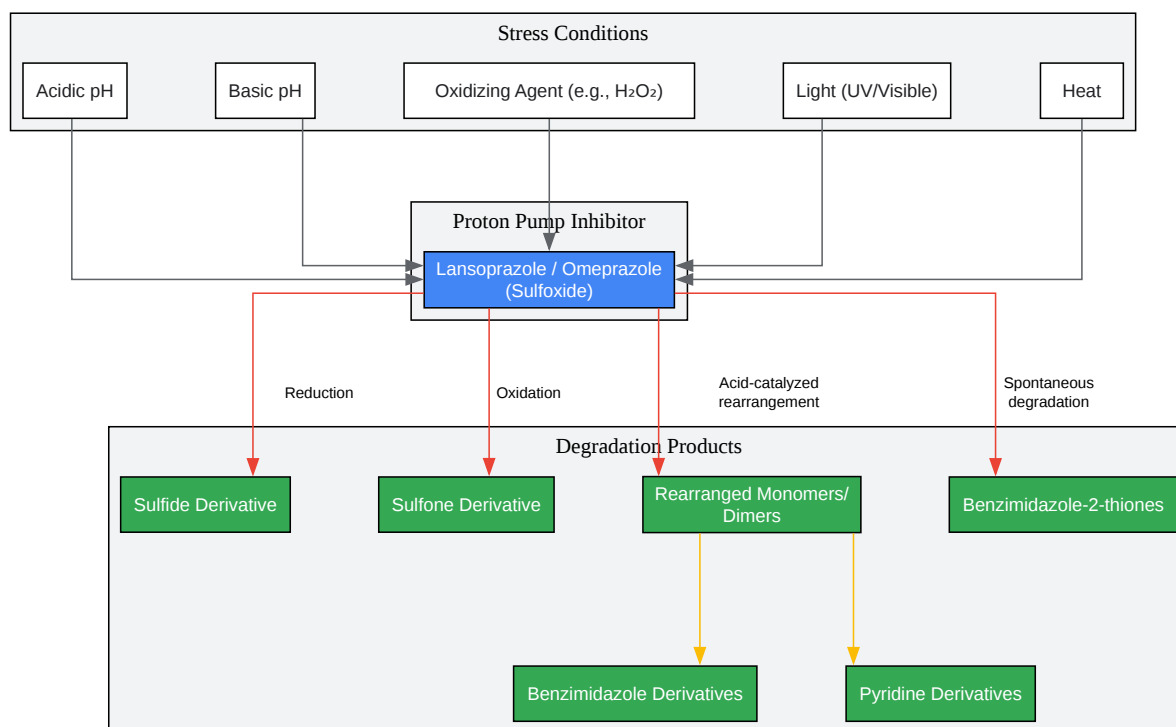 Stress Conditions
Acidic pH
Basic pH
Oxidizing Agent (e.g., H₂O₂)
Light (UV/Visible)
Heat
Proton Pump Inhibitor
Lansoprazole / Omeprazole
(Sulfoxide)
Reduction
Oxidation
Acid-catalyzed
rearrangement
Spontaneous
degradation
Degradation Products
Sulfide Derivative
Sulfone Derivative
Rearranged Monomers/
Dimers
Benzimidazole-2-thiones
Benzimidazole Derivatives
Pyridine Derivatives